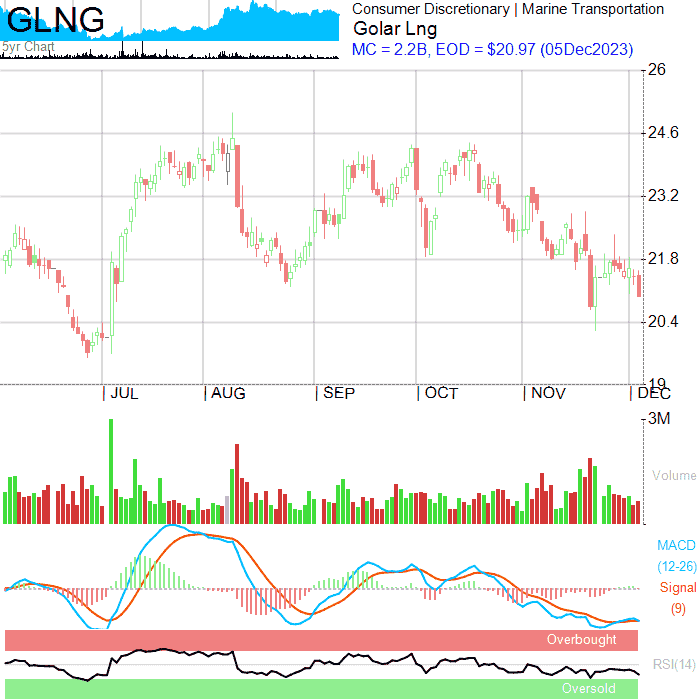 GLNG
5yr Chart
Consumer Discretionary | Marine Transportation
Golar Lng
MC = 2.2B, EOD = $20.97 (05Dec2023)
26
24.6
23.2
21.8
20.4
19
| JUL | AUG | SEP | OCT | NOV | DEC
3M
Volume
MACD
(12-26)
Signal
(9)
Overbought
RSI(14)
Oversold